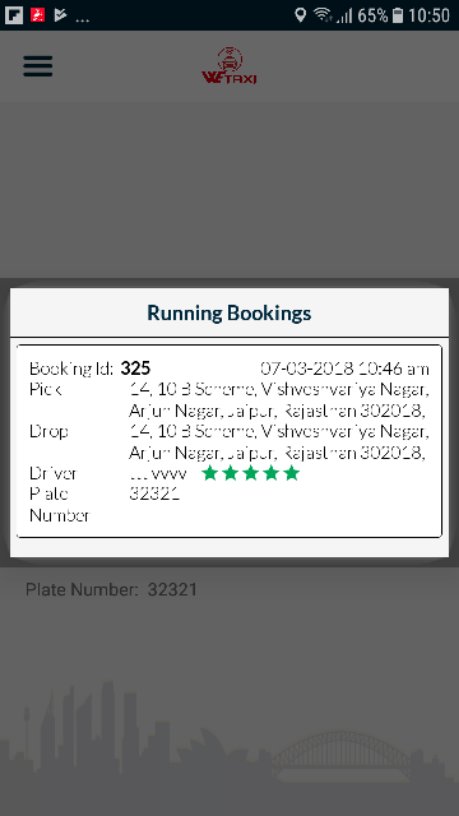 65% 10:50
WETAXI
Running Bookings
Booking Id: 325 07-03-2018 10:46 am
Pick 14, 10 B Scheme, Vishveshvariya Nagar,
Arjun Nagar, Jaipur, Rajasthan 302018,
Drop 14, 10 B Scheme, Vishveshvariya Nagar,
Arjun Nagar, Jaipur, Rajasthan 302018,
Driver vvvv
Plate 32321
Number
Plate Number: 32321